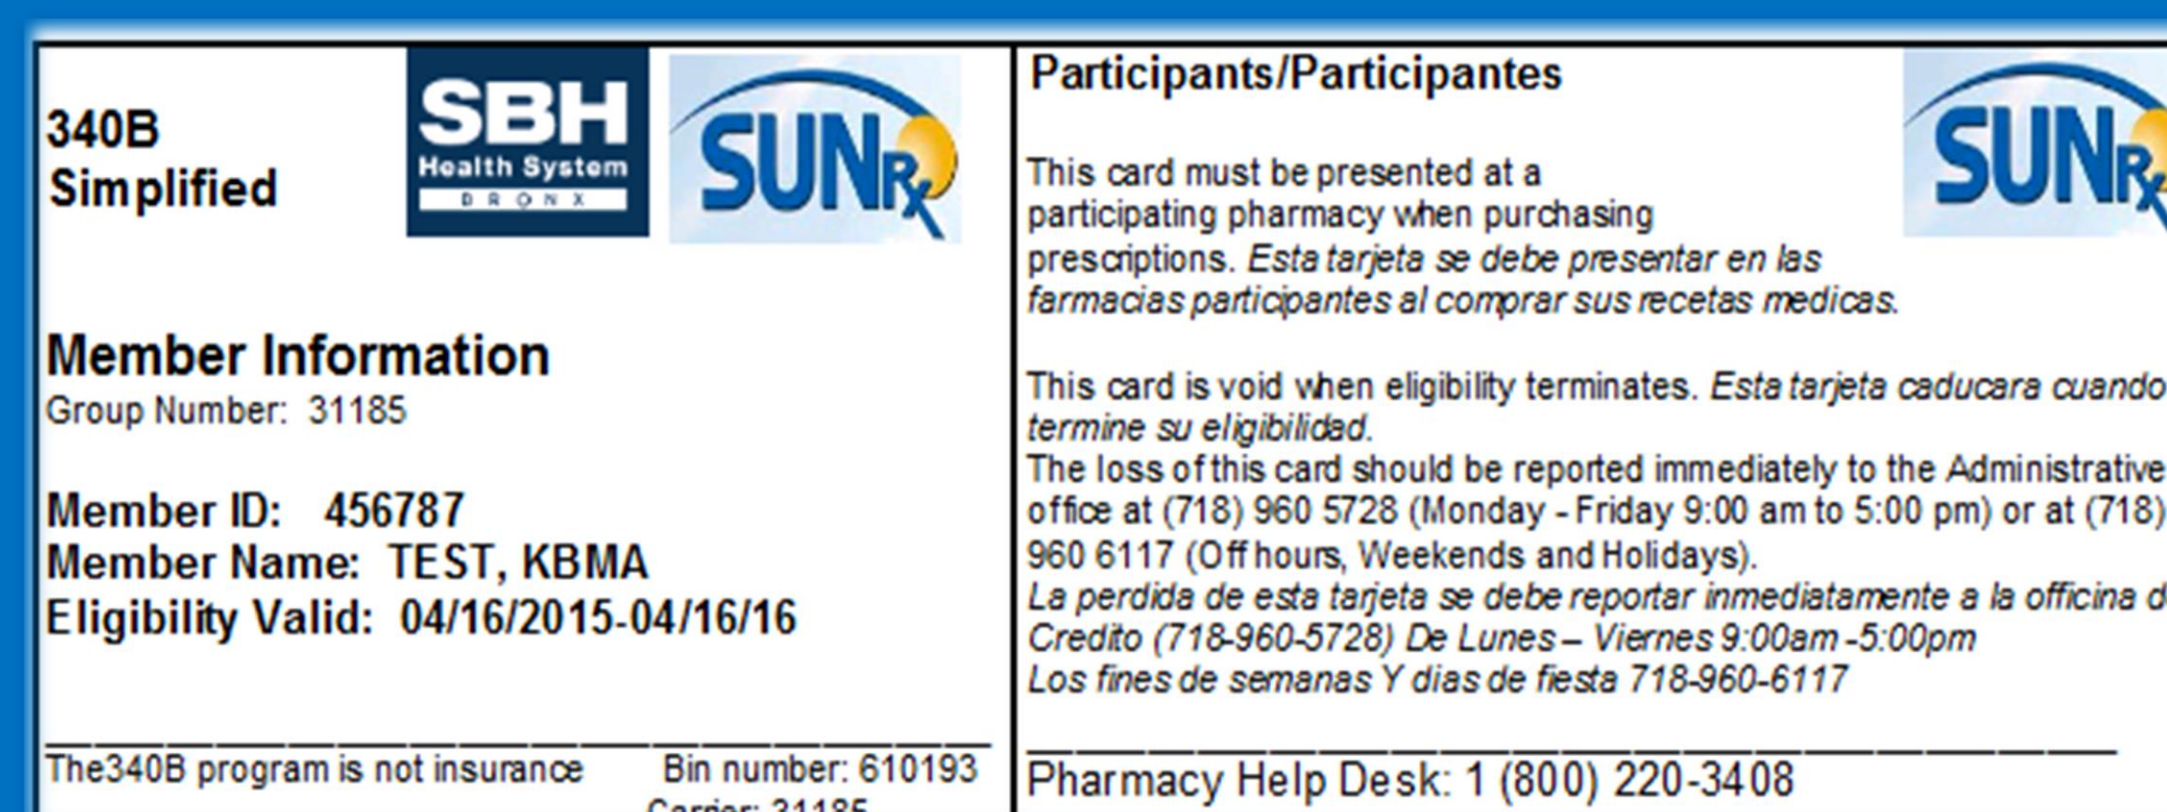 340B
Simplified
SBH
Health System
BRONX
SUNRx
Member Information
Group Number: 31185
Member ID: 456787
Member Name: TEST, KBMA
Eligibility Valid: 04/16/2015-04/16/16
The340B program is not insurance
Bin number: 610193
Carrier: 31185
Participants/Participantes
SUNRx
This card must be presented at a
participating pharmacy when purchasing
prescriptions. Esta tarjeta se debe presentar en las
farmacias participantes al comprar sus recetas medicas.
This card is void when eligibility terminates. Esta tarjeta caducara cuando
termine su eligibilidad.
The loss of this card should be reported immediately to the Administrative
office at (718) 960 5728 (Monday - Friday 9:00 am to 5:00 pm) or at (718)
960 6117 (Off hours, Weekends and Holidays).
La perdida de esta tarjeta se debe reportar inmediatamente a la officina
Credito (718-960-5728) De Lunes – Viernes 9:00am -5:00pm
Los fines de semanas Y dias de fiesta 718-960-6117
Pharmacy Help Desk: 1 (800) 220-3408